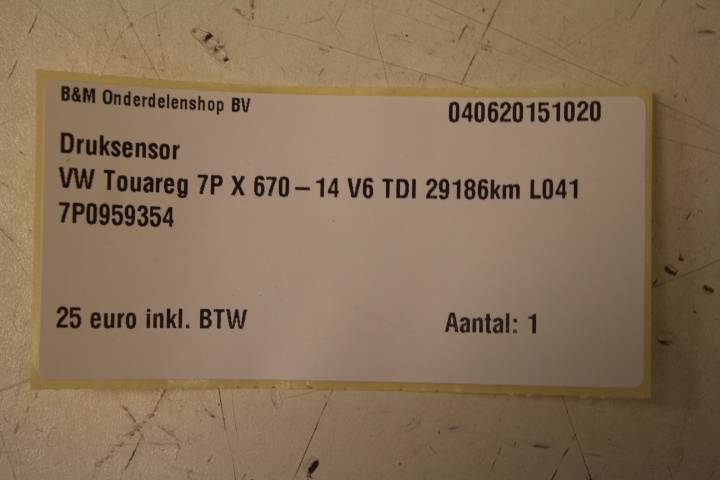 B&M Onderdelenshop BV 040620151020
Druksensor
VW Touareg 7P X 670-14 V6 TDI 29186km L041
7P0959354
25 euro inkl. BTW Aantal: 1